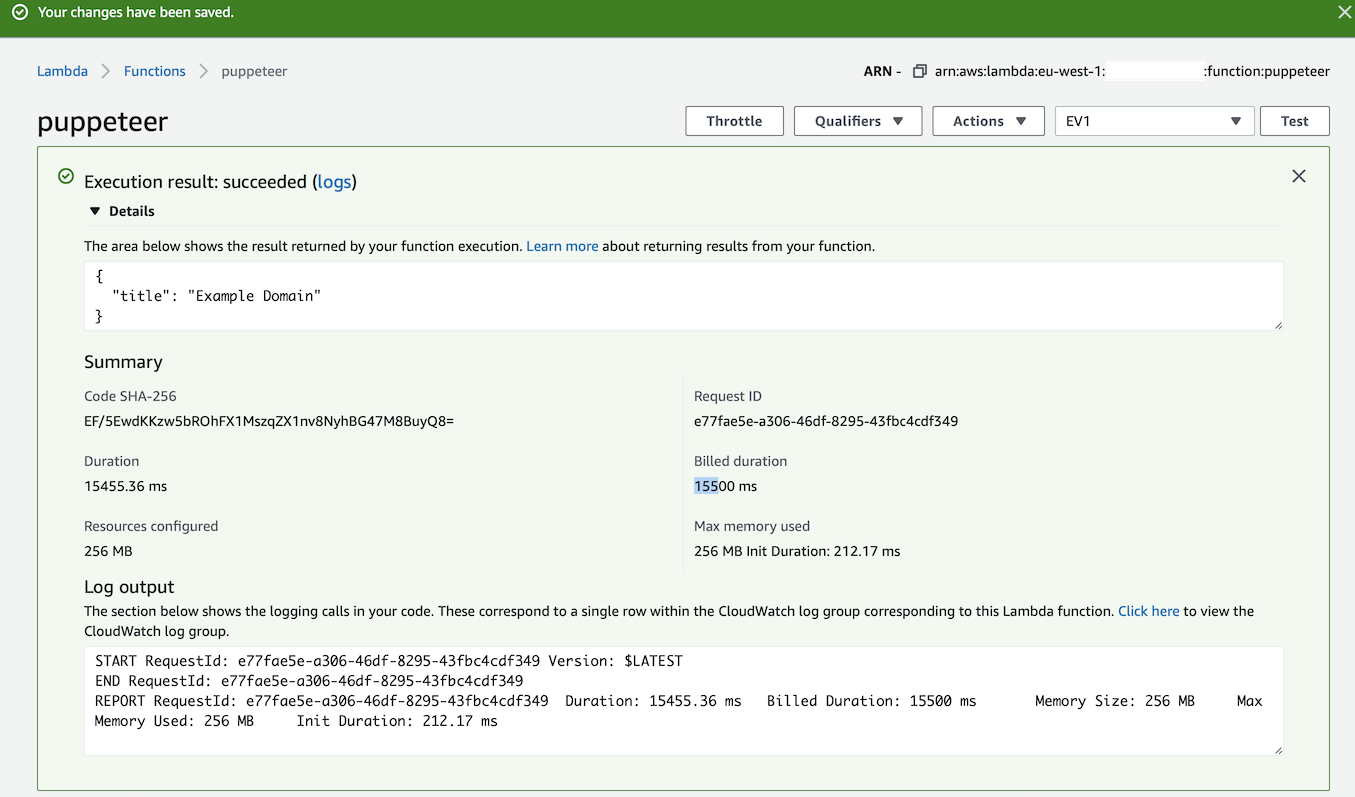 Your changes have been saved.
Lambda Functions puppeteer
ARN - arn:aws:lambda:eu-west-1: :function:puppeteer
puppeteer
Throttle Qualifiers Actions EV1 Test
Execution result: succeeded (logs)
Details
The area below shows the result returned by your function execution. Learn more about returning results from your function.
{
"title": "Example Domain"
}
Summary
Code SHA-256
EF/5EwdKKzw5bROhFX1MszqZX1nv8NyhBG47M8BuyQ8=
Request ID
e77fae5e-a306-46df-8295-43fbc4cdf349
Duration
15455.36 ms
Billed duration
15500 ms
Resources configured
256 MB
Max memory used
256 MB Init Duration: 212.17 ms
Log output
The section below shows the logging calls in your code. These correspond to a single row within the CloudWatch log group corresponding to this Lambda function. Click here to view the
CloudWatch log group.
START RequestId: e77fae5e-a306-46df-8295-43fbc4cdf349 Version: $LATEST
END RequestId: e77fae5e-a306-46df-8295-43fbc4cdf349
REPORT RequestId: e77fae5e-a306-46df-8295-43fbc4cdf349 Duration: 15455.36 ms Billed Duration: 15500 ms Memory Size: 256 MB Max
Memory Used: 256 MB Init Duration: 212.17 ms